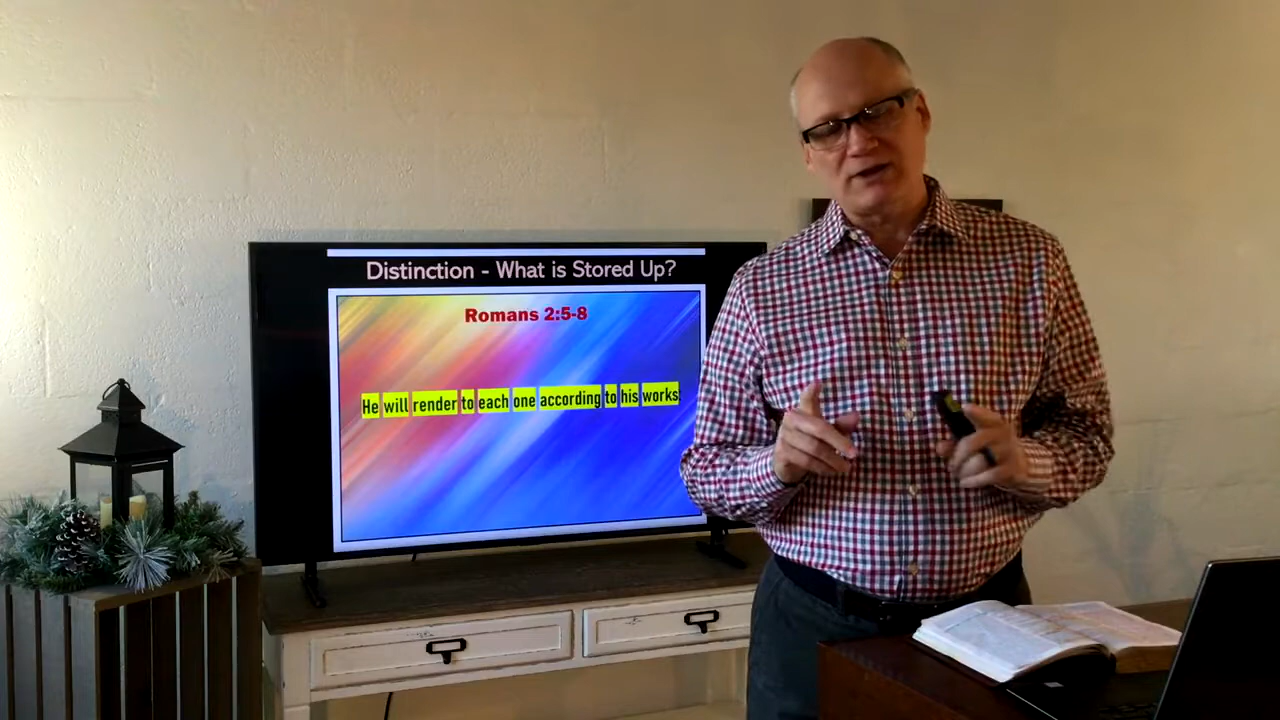 Distinction - What is Stored Up?
Romans 2:5-8
He will render to each one according to his works